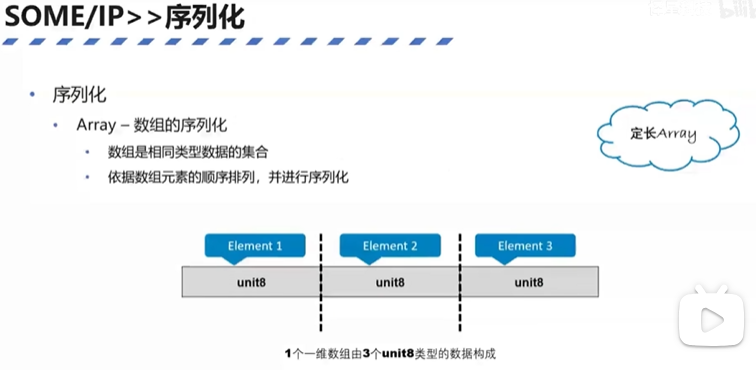 SOME/IP>>序列化
• 序列化
• Array – 数组的序列化
• 数组是相同类型数据的集合
• 依据数组元素的顺序排列，并进行序列化
定长Array
Element 1 Element 2 Element 3
unit8 unit8 unit8
1个一维数组由3个unit8类型的数据构成